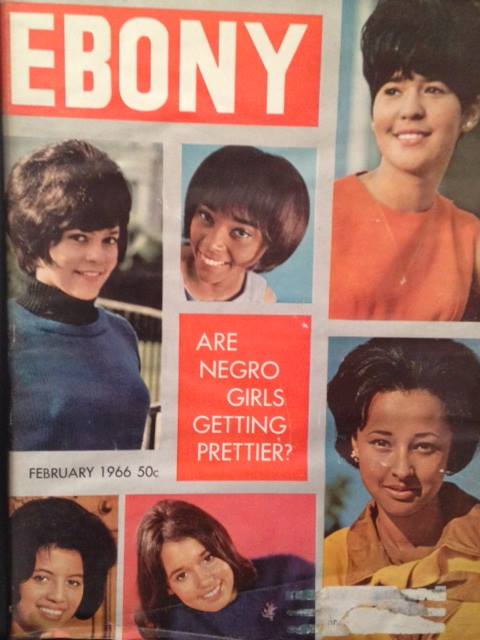 EBONY
ARE
NEGRO
GIRLS
GETTING
PRETTIER?
FEBRUARY 1966 50c